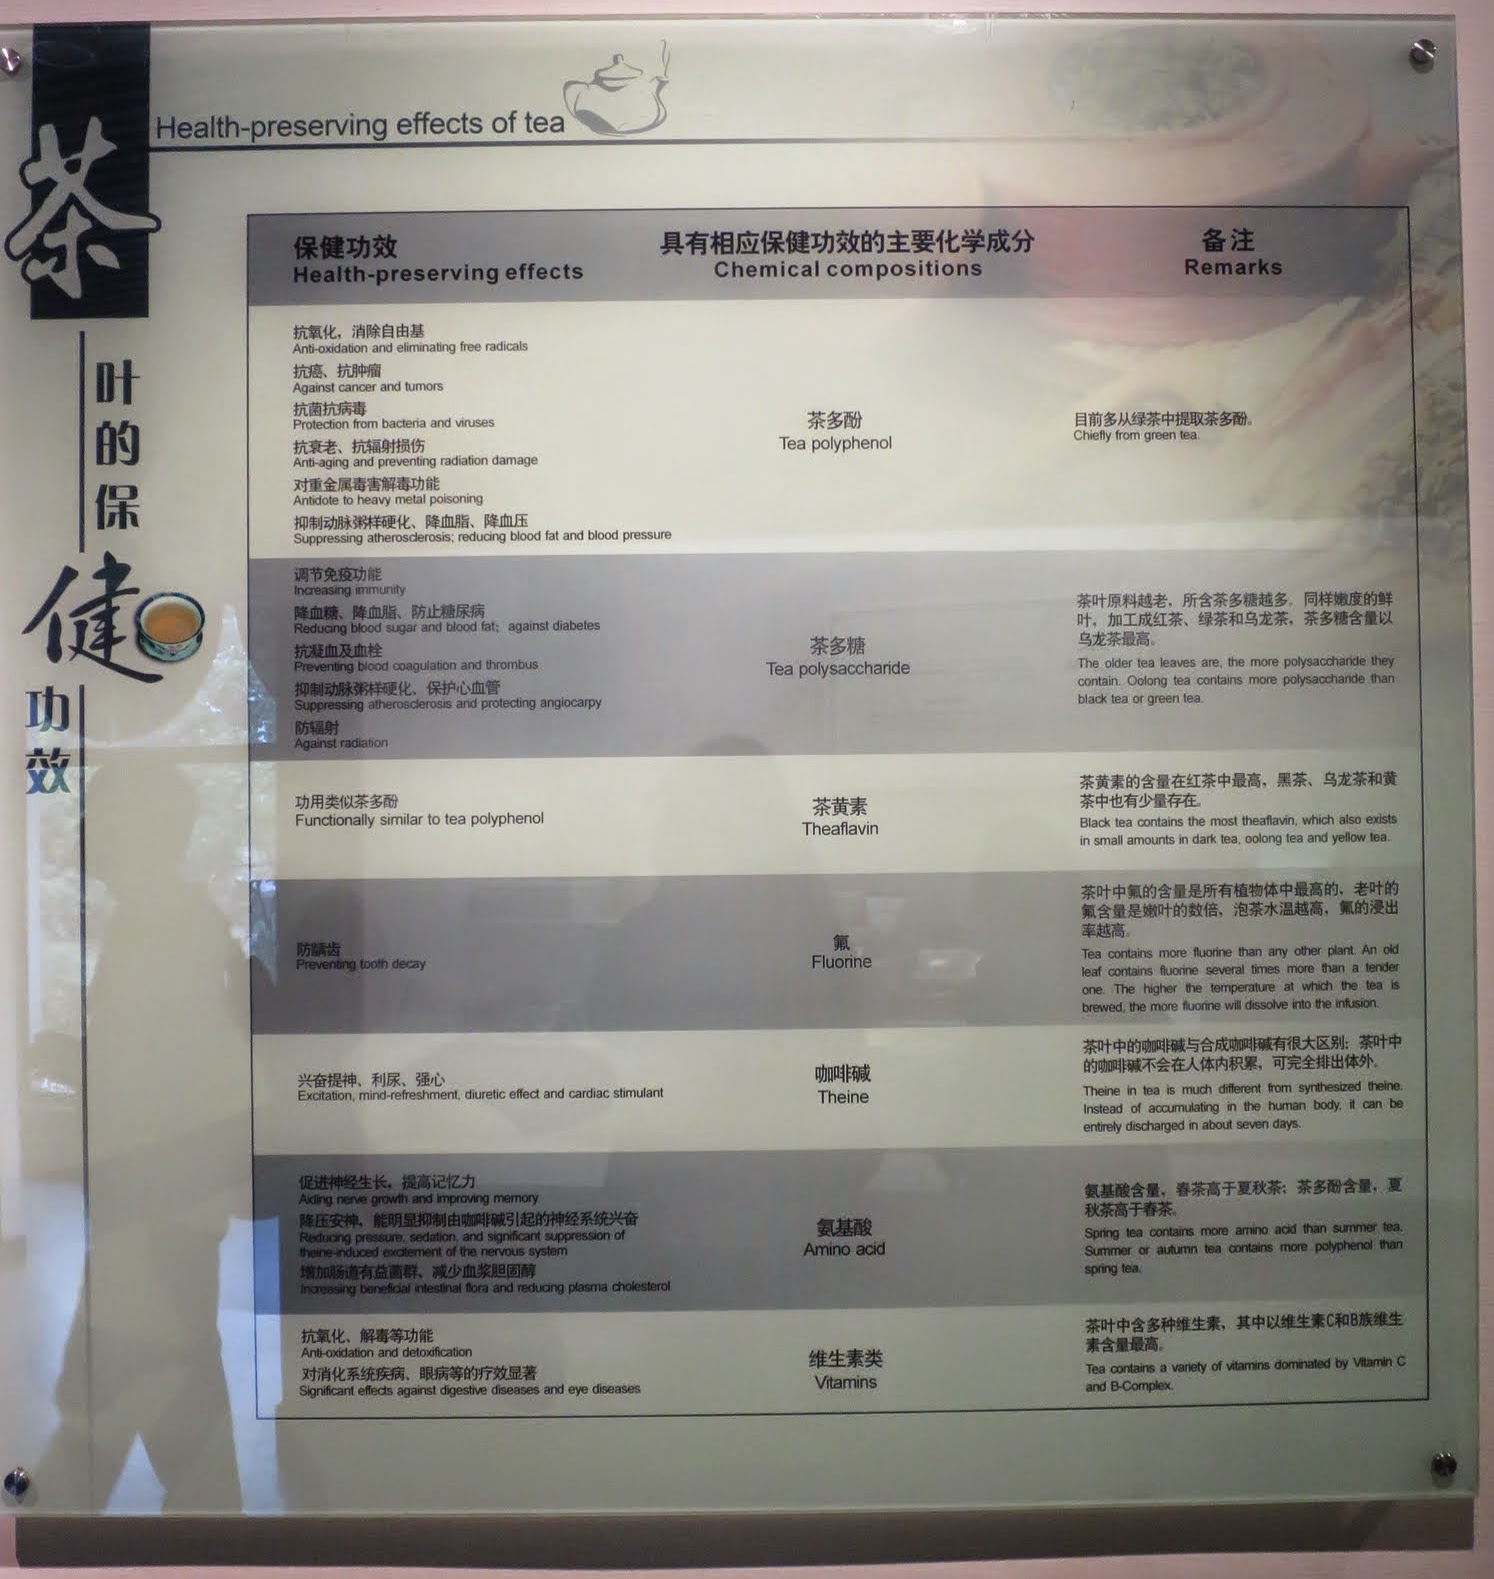 茶叶的保健功效
Health-preserving effects of tea
保健功效
Health-preserving effects
具有相应保健功效的主要化学成分
Chemical compositions
备注
Remarks
抗氧化，消除自由基
Anti-oxidation and eliminating free radicals
抗癌、抗肿瘤
Against cancer and tumors
抗菌抗病毒
Protection from bacteria and viruses
抗衰老、抗辐射损伤
Anti-aging and preventing radiation damage
对重金属毒害解毒功能
Antidote to heavy metal poisoning
抑制动脉粥样硬化、降血脂、降血压
Suppressing atherosclerosis; reducing blood fat and blood pressure
茶多酚
Tea polyphenol
目前多从绿茶中提取茶多酚。
Chiefly from green tea.
调节免疫功能
Increasing immunity
降血糖、降血脂、防止糖尿病
Reducing blood sugar and blood fat; against diabetes
抗凝血及血栓
Preventing blood coagulation and thrombus
抑制动脉粥样硬化、保护心血管
Suppressing atherosclerosis and protecting angiocarpy
防辐射
Against radiation
茶多糖
Tea polysaccharide
茶叶原料越老，所含茶多糖越多。同样嫩度的鲜
叶，加工成红茶、绿茶和乌龙茶，茶多糖含量以
乌龙茶最高。
The older tea leaves are, the more polysaccharide they
contain. Oolong tea contains more polysaccharide than
black tea or green tea.
功用类似茶多酚
Functionally similar to tea polyphenol
茶黄素
Theaflavin
茶黄素的含量在红茶中最高，黑茶、乌龙茶和黄
茶中也有少量存在。
Black tea contains the most theaflavin, which also exists
in small amounts in dark tea, oolong tea and yellow tea.
防龋齿
Preventing tooth decay
氟
Fluorine
茶叶中氟的含量是所有植物体中最高的，老叶的
氟含量是嫩叶的数倍，泡茶水温越高，氟的浸出
率越高。
Tea contains more fluorine than any other plant. An old
leaf contains fluorine several times more than a tender
one. The higher the temperature at which the tea is
brewed, the more fluorine will dissolve into the infusion.
兴奋提神、利尿、强心
Excitation, mind-refreshment, diuretic effect and cardiac stimulant
咖啡碱
Theine
茶叶中的咖啡碱与合成咖啡碱有很大区别；茶叶中
的咖啡碱不会在人体内积累，可完全排出体外。
Theine in tea is much different from synthesized theine.
Instead of accumulating in the human body, it can be
entirely discharged in about seven days.
促进神经生长，提高记忆力
Aiding nerve growth and improving memory
降压安神，能明显抑制由咖啡碱引起的神经系统兴奋
Reducing pressure, sedation, and significant suppression of
theine-induced excitement of the nervous system
增加肠道有益菌群，减少血浆胆固醇
Increasing beneficial intestinal flora and reducing plasma cholesterol
氨基酸
Amino acid
氨基酸含量，春茶高于夏秋茶；茶多酚含量，夏
秋茶高于春茶。
Spring tea contains more amino acid than summer tea.
Summer or autumn tea contains more polyphenol than
spring tea.
抗氧化、解毒等功能
Anti-oxidation and detoxification
对消化系统疾病、眼病等的疗效显著
Significant effects against digestive diseases and eye diseases
维生素类
Vitamins
茶叶中含多种维生素，其中以维生素C和B族维生
素含量最高。
Tea contains a variety of vitamins dominated by Vitamin C
and B-Complex.